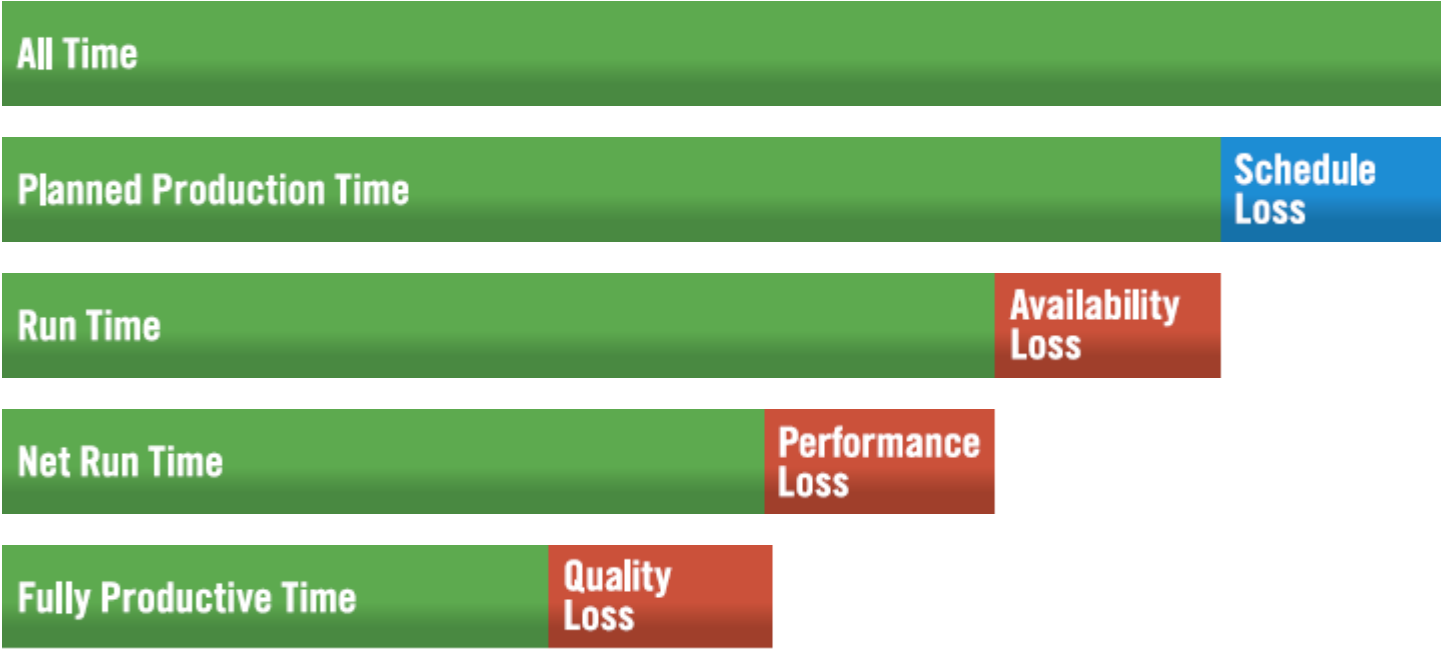 All Time
Planned Production Time
Schedule
Loss
Run Time
Availability
Loss
Net Run Time
Performance
Loss
Fully Productive Time
Quality
Loss